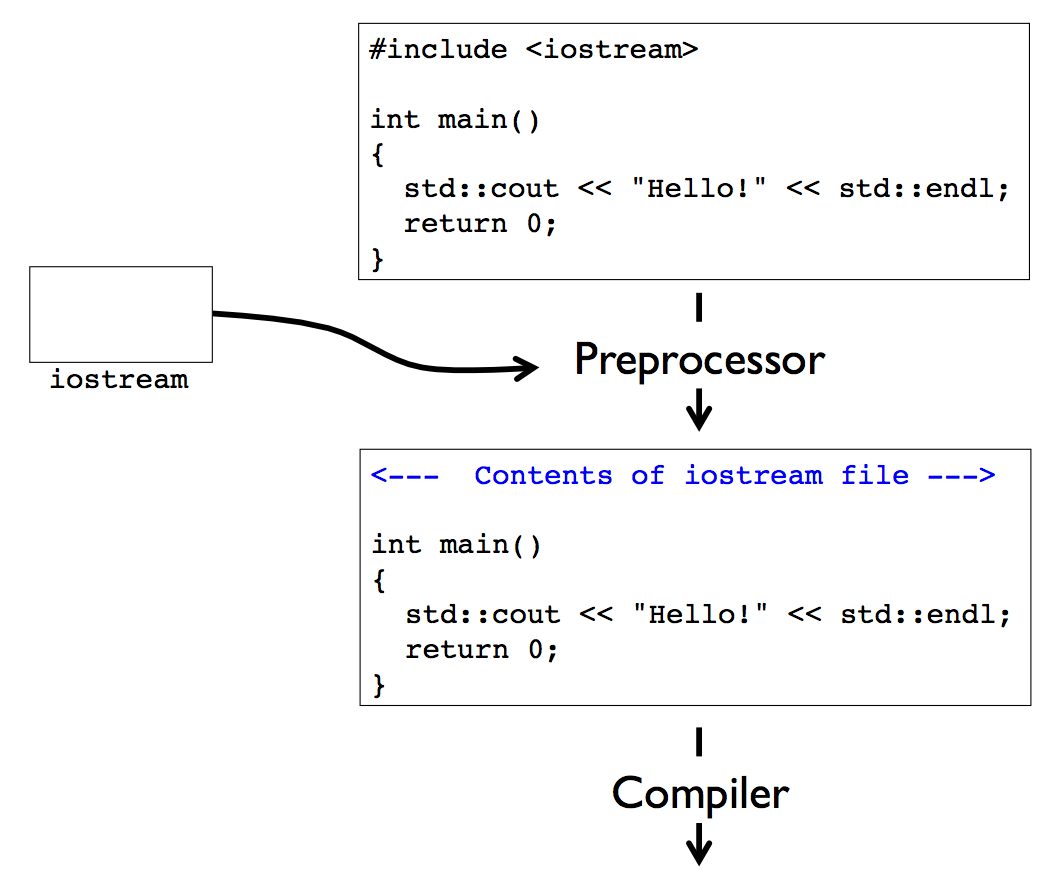 #include <iostream>
int main()
{
  std::cout << "Hello!" << std::endl;
  return 0;
}
iostream
Preprocessor
<---  Contents of iostream file --->
int main()
{
  std::cout << "Hello!" << std::endl;
  return 0;
}
Compiler